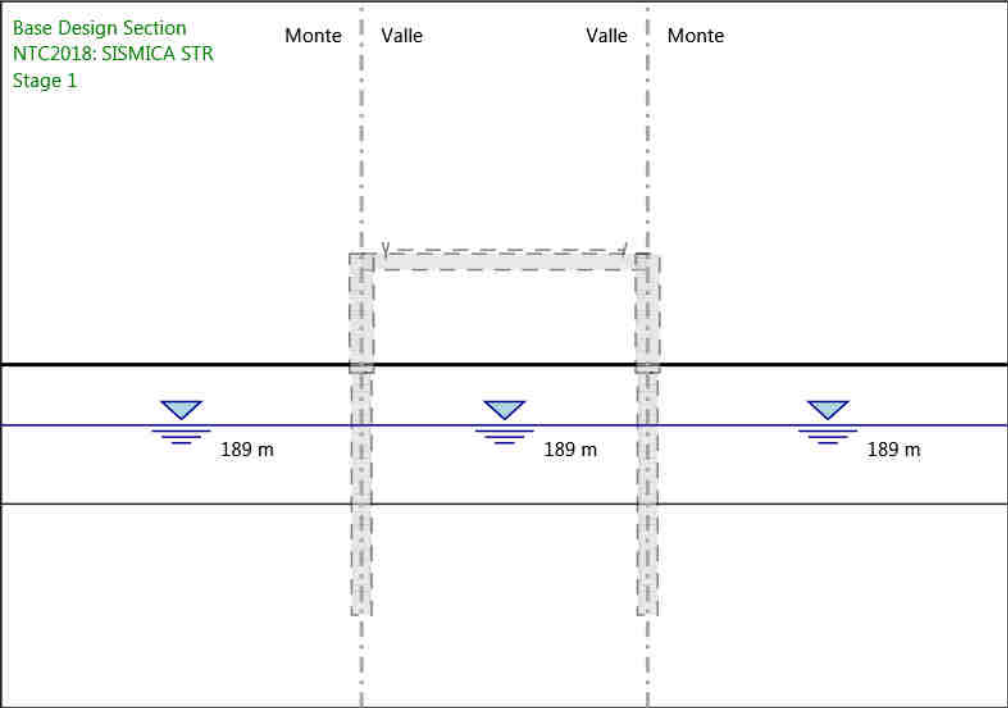 Base Design Section
NTC2018: SISMICA STR
Stage 1
Monte
Valle
Valle
Monte
189 m
189 m
189 m